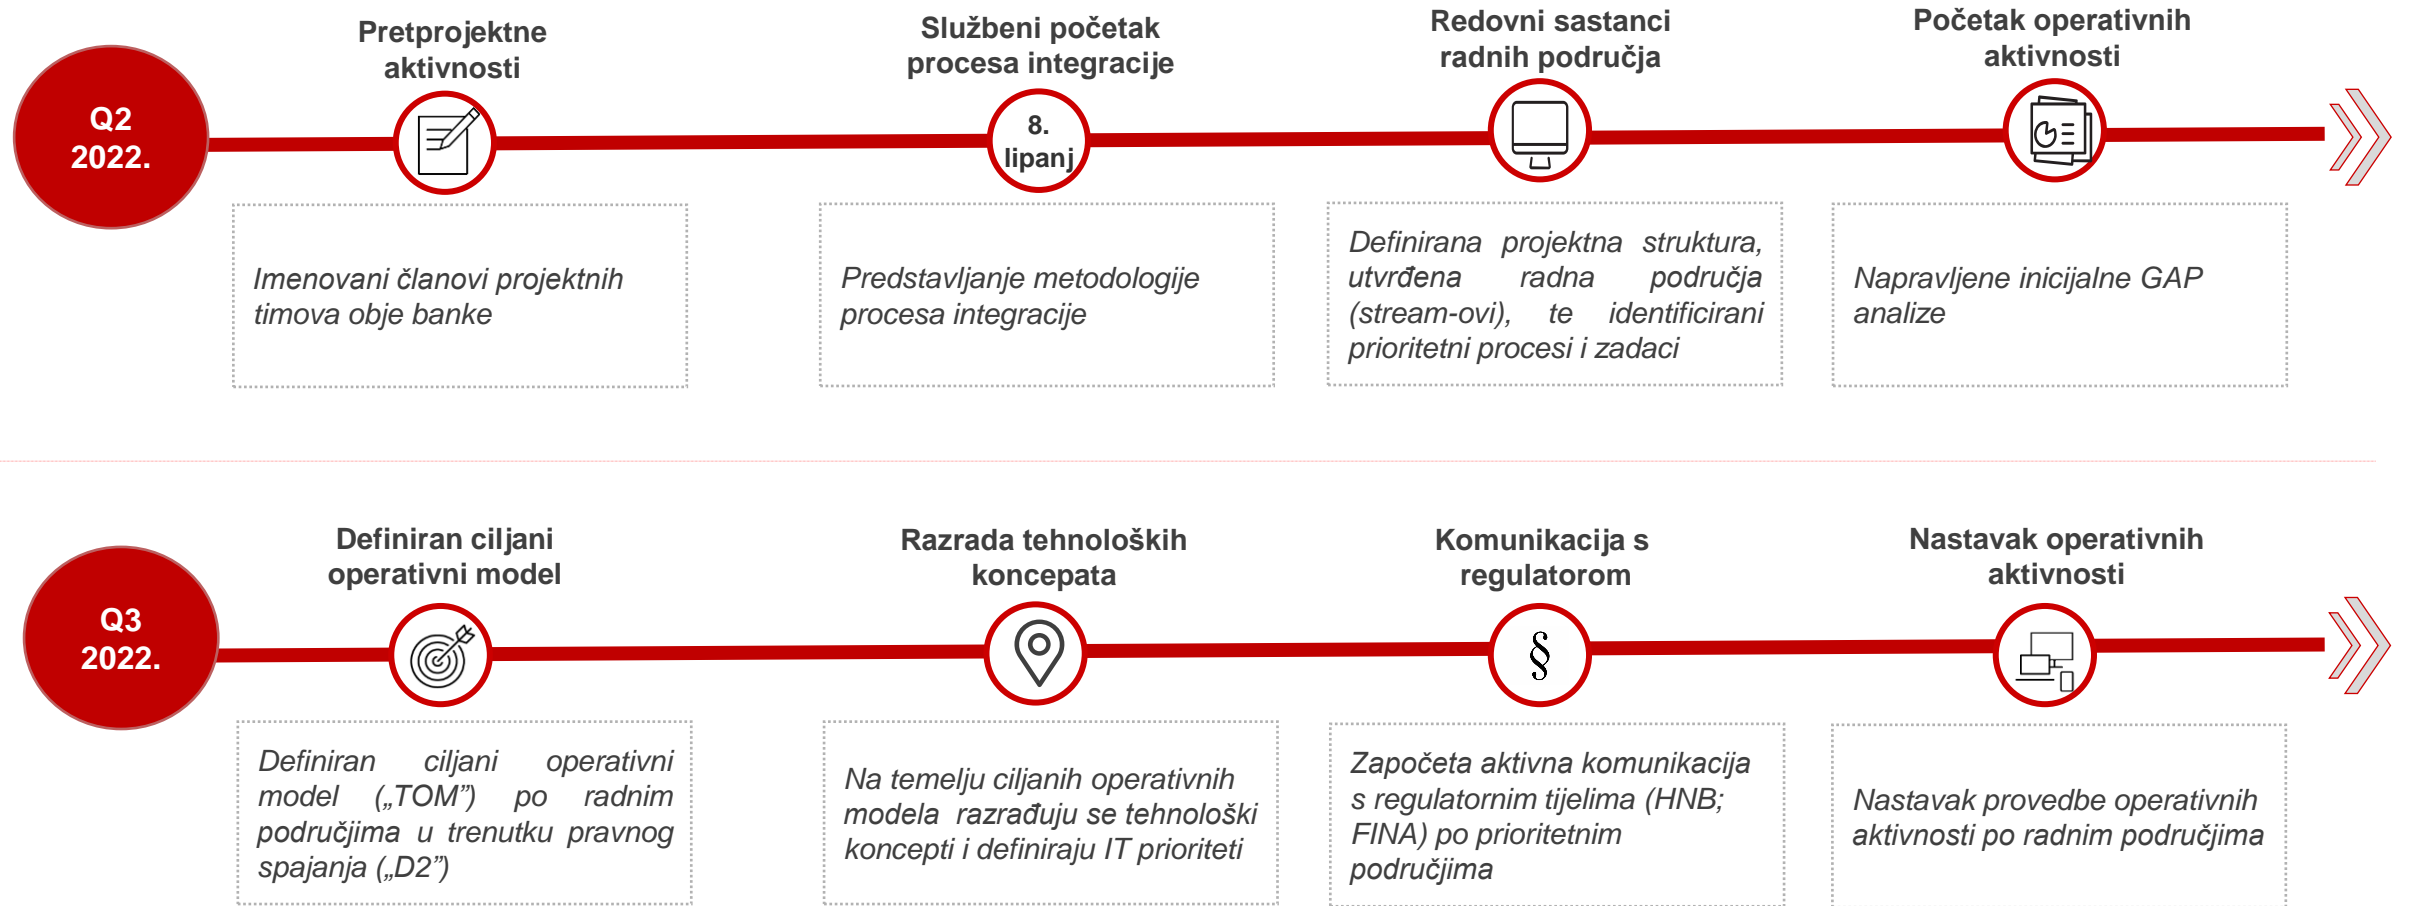 Q2
2022.
Pretprojektne
aktivnosti
Imenovani članovi projektnih
timova obje banke
Službeni početak
procesa integracije
8.
lipanj
Predstavljanje metodologije
procesa integracije
Redovni sastanci
radnih područja
Definirana projektna struktura,
utvrđena radna područja
(stream-ovi), te identificirani
prioritetni procesi i zadaci
Početak operativnih
aktivnosti
Napravljene inicijalne GAP
analize
Q3
2022.
Definiran ciljani
operativni model
Definiran ciljani operativni
model („TOM”) po radnim
područjima u trenutku pravnog
spajanja („D2”)
Razrada tehnoloških
koncepata
Na temelju ciljanih operativnih
modela razrađuju se tehnološki
koncepti i definiraju IT prioriteti
Komunikacija s
regulatorom
§
Započeta aktivna komunikacija
s regulatornim tijelima (HNB;
FINA) po prioritetnim
područjima
Nastavak operativnih
aktivnosti
Nastavak provedbe operativnih
aktivnosti po radnim područjima